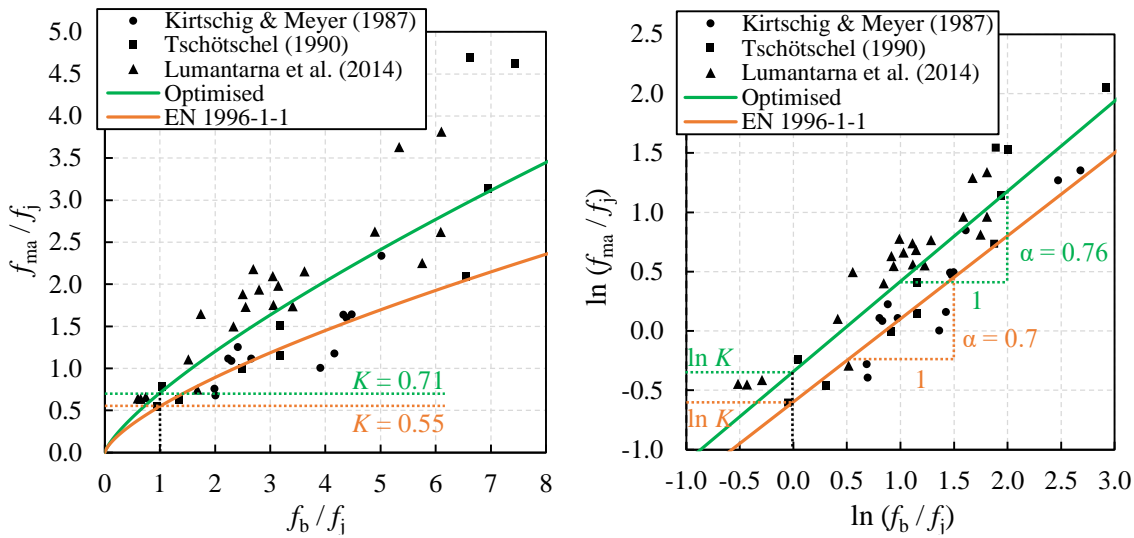 Kirtschig & Meyer (1987)
Tschötschel (1990)
Lumantarna et al. (2014)
Optimised
EN 1996-1-1
5.0
4.5
4.0
3.5
3.0
2.5
2.0
1.5
1.0
0.5
0.0
f_ma / f_j
K = 0.71
K = 0.55
0 1 2 3 4 5 6 7 8
f_b / f_j
Kirtschig & Meyer (1987)
Tschötschel (1990)
Lumantarna et al. (2014)
Optimised
EN 1996-1-1
2.5
2.0
1.5
1.0
0.5
0.0
-0.5
-1.0
ln (f_ma / f_j)
α = 0.76
1
α = 0.7
1
ln K
ln K
-1.0 -0.5 0.0 0.5 1.0 1.5 2.0 2.5 3.0
ln (f_b / f_j)